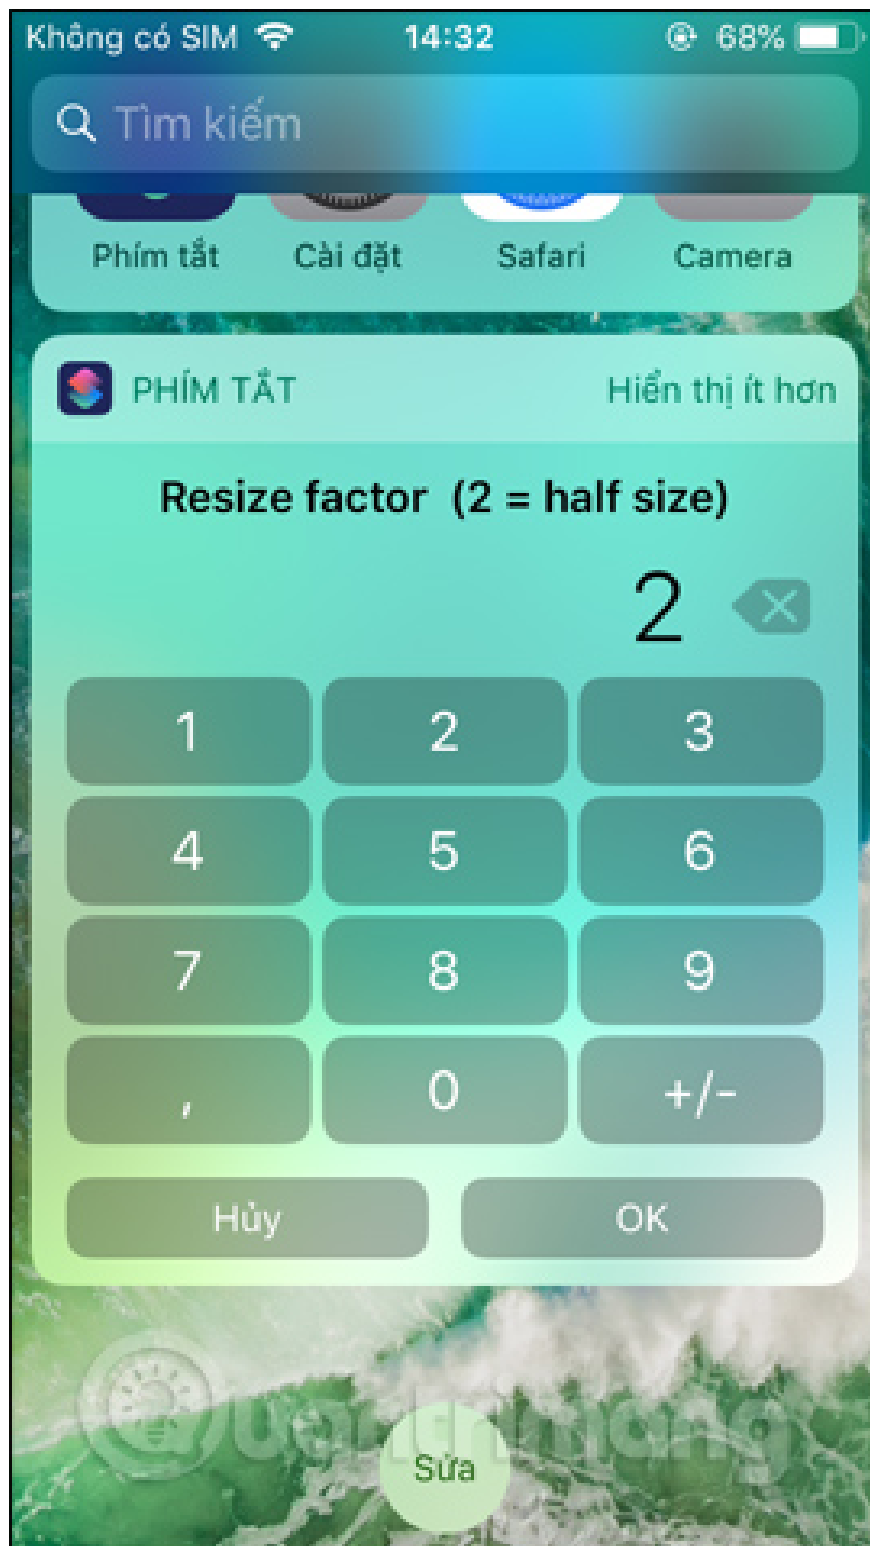 Không có SIM 14:32 68%
Tìm kiếm
Phím tắt Cài đặt Safari Camera
PHÍM TẮT Hiển thị ít hơn
Resize factor (2 = half size)
2
1 2 3
4 5 6
7 8 9
, 0 +/-
Hủy OK
Quantrimang
Sửa